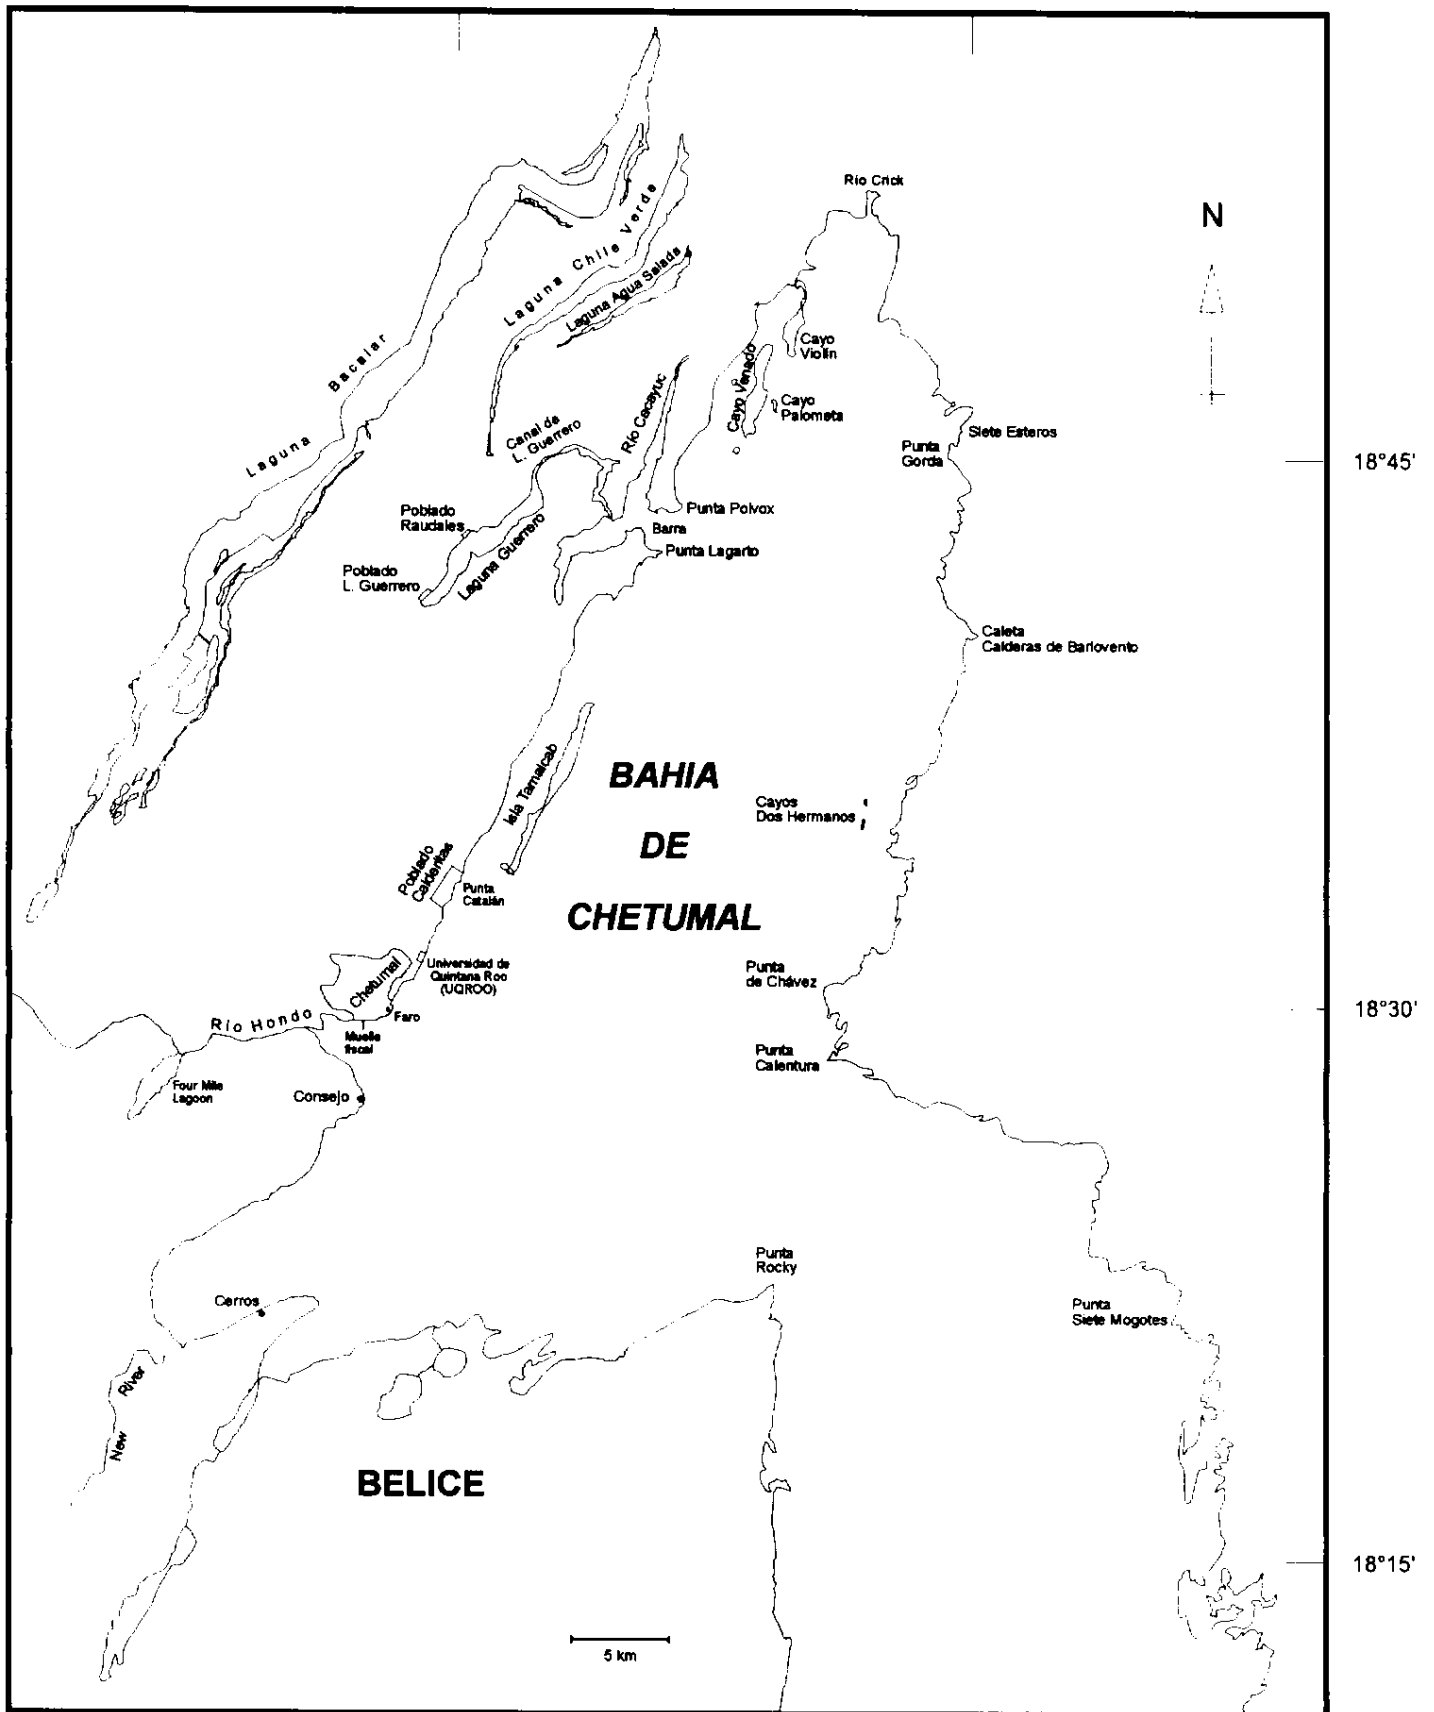 Río Crick
N
Laguna Chile Verde
Laguna Agua Salada
Laguna Bacalar
Cayo
Violín
Cayo Venado
Cayo
Palometa
Río Cacayuc
Canal de
L. Guerrero
Siete Esteros
Punta
Gorda
18°45'
Poblado
Raudales
Punta Polvox
Barra
Punta Lagarto
Laguna Guerrero
Poblado
L. Guerrero
Caleta
Calderas de Barlovento
Isla Tamalcab
BAHIA
DE
CHETUMAL
Cayos
Dos Hermanos
Poblado
Calderitas
Punta
Catalán
Universidad de
Quintana Roo
(UQROO)
Chetumal
Punta
de Chávez
Faro
18°30'
Río Hondo
Muelle
fiscal
Punta
Calentura
Four Mile
Lagoon
Consejo
Punta
Rocky
Cerros
Punta
Siete Mogotes
New River
BELICE
18°15'
5 km